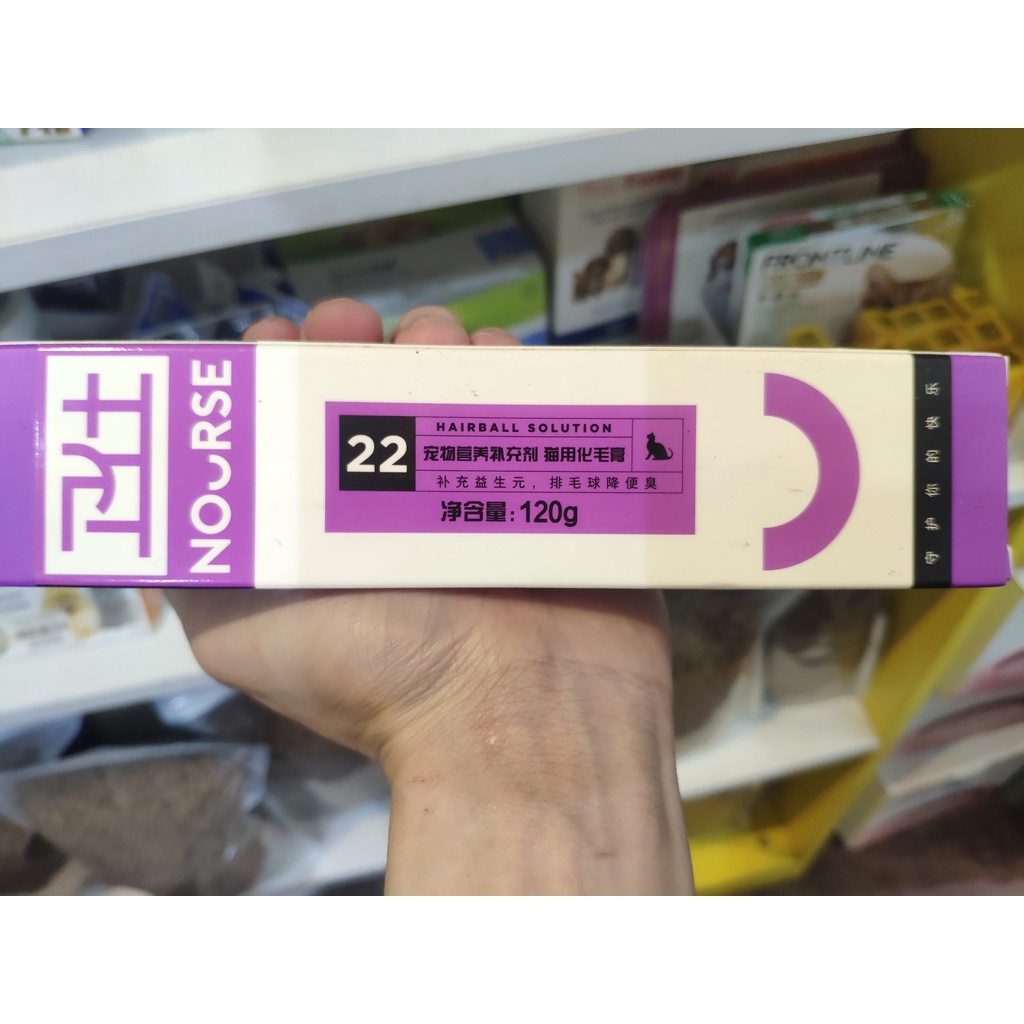 卫仕
NOURSE
22
HAIRBALL SOLUTION
宠物营养补充剂 猫用化毛膏
补充益生元，排毛球降便臭
净含量：120g
守护你的快乐
FRONTLINE